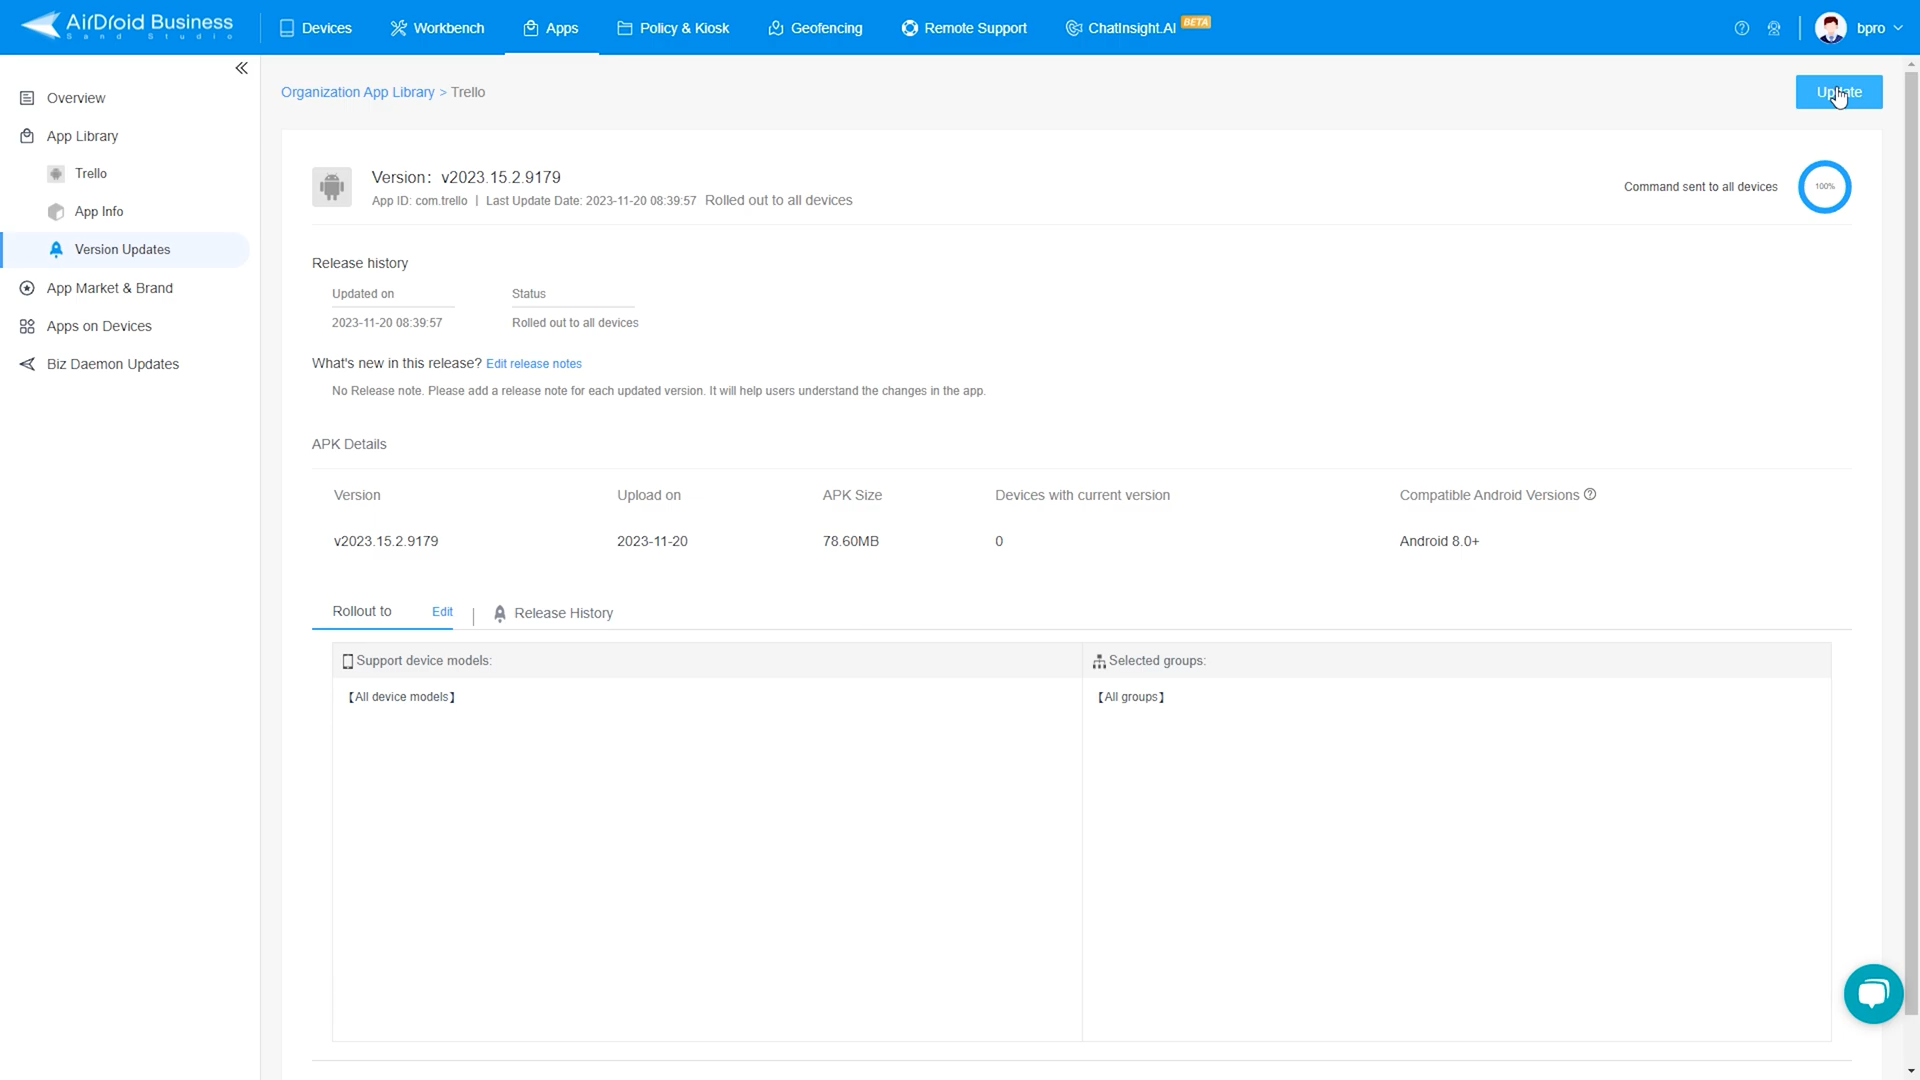 AirDroid Business
Sand Studio
Devices
Workbench
Apps
Policy & Kiosk
Geofencing
Remote Support
ChatInsight.AI
BETA
bpro
Overview
App Library
Trello
App Info
Version Updates
App Market & Brand
Apps on Devices
Biz Daemon Updates
Organization App Library > Trello
Update
Version: v2023.15.2.9179
App ID: com.trello | Last Update Date: 2023-11-20 08:39:57 Rolled out to all devices
Command sent to all devices
100%
Release history
Updated on Status
2023-11-20 08:39:57 Rolled out to all devices
What's new in this release? Edit release notes
No Release note. Please add a release note for each updated version. It will help users understand the changes in the app.
APK Details
Version Upload on APK Size Devices with current version Compatible Android Versions
v2023.15.2.9179 2023-11-20 78.60MB 0 Android 8.0+
Rollout to Edit | Release History
Support device models: Selected groups:
【All device models】 【All groups】